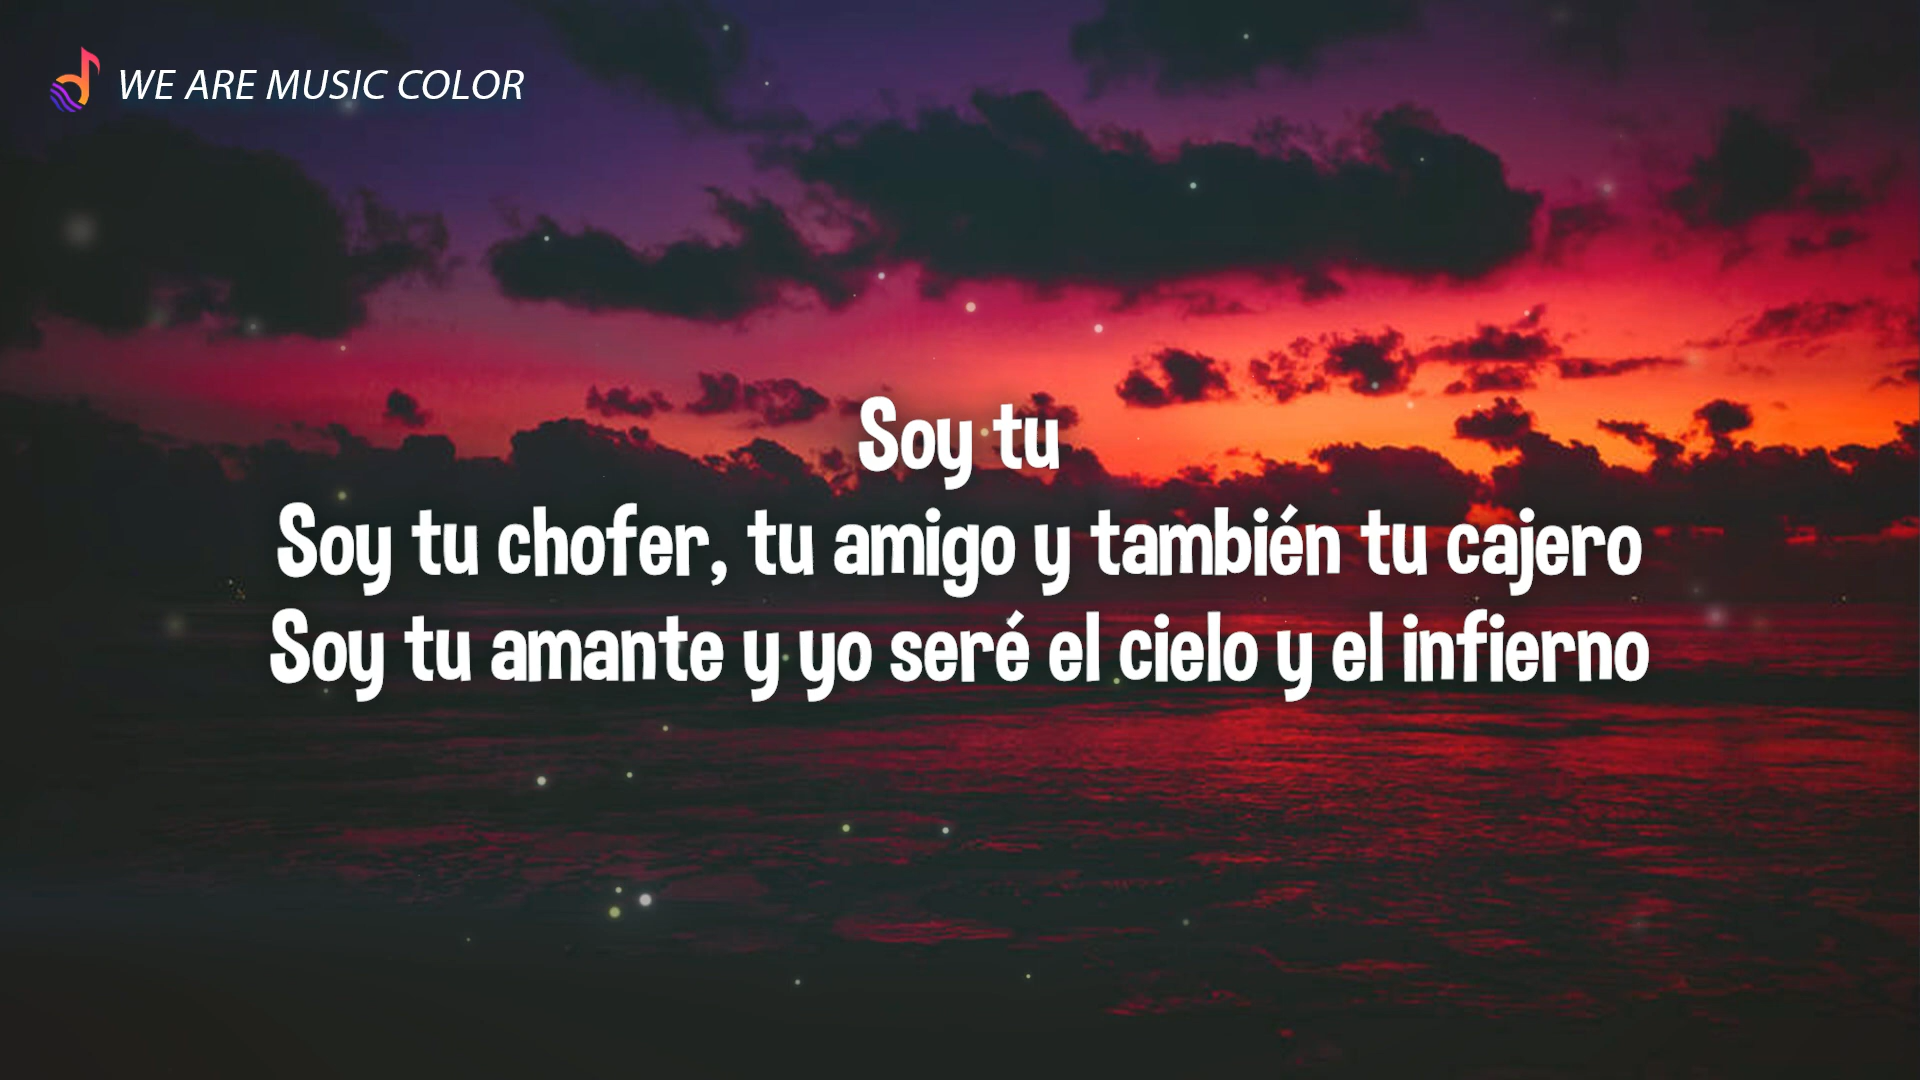 WE ARE MUSIC COLOR
Soy tu
Soy tu chofer, tu amigo y también tu cajero
Soy tu amante y yo seré el cielo y el infierno